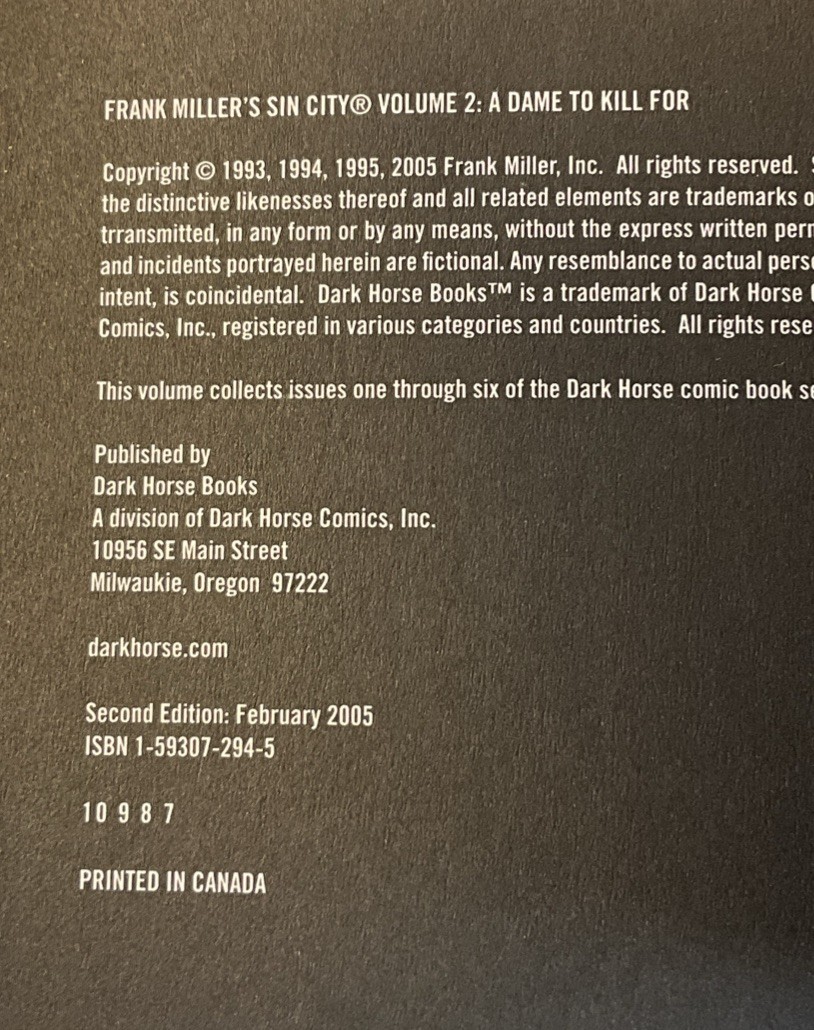 FRANK MILLER'S SIN CITY® VOLUME 2: A DAME TO KILL FOR
Copyright © 1993, 1994, 1995, 2005 Frank Miller, Inc. All rights reserved.
the distinctive likenesses thereof and all related elements are trademarks
trransmitted, in any form or by any means, without the express written
and incidents portrayed herein are fictional. Any resemblance to actual
intent, is coincidental. Dark Horse Books™ is a trademark of Dark Horse
Comics, Inc., registered in various categories and countries. All rights
This volume collects issues one through six of the Dark Horse comic book
Published by
Dark Horse Books
A division of Dark Horse Comics, Inc.
10956 SE Main Street
Milwaukie, Oregon 97222
darkhorse.com
Second Edition: February 2005
ISBN 1-59307-294-5
10 9 8 7
PRINTED IN CANADA